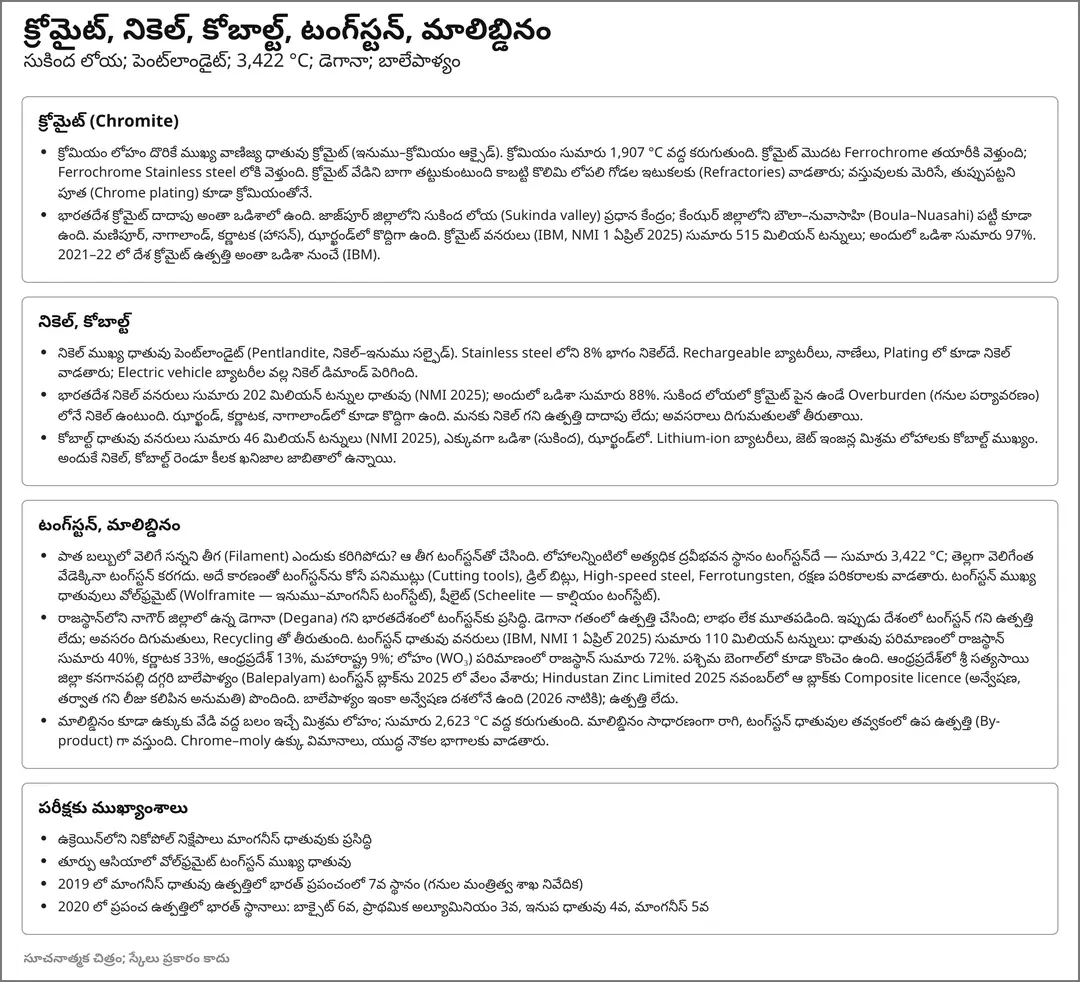 క్రోమైట్, నికెల్, కోబాల్ట్, టంగ్‌స్టన్, మాలిబ్డినం
సుకింద లోయ; పెంట్‌లాండైట్; 3,422 °C; డెగానా; బాలేపాళ్యం
క్రోమైట్ (Chromite)
• క్రోమియం లోహం దొరికే ముఖ్య వాణిజ్య ధాతువు క్రోమైట్ (ఇనుము–క్రోమియం ఆక్సైడ్). క్రోమియం సుమారు 1,907 °C వద్ద కరుగుతుంది. క్రోమైట్ మొదట Ferrochrome తయారీకి వెళ్తుంది;
Ferrochrome Stainless steel లోకి వెళ్తుంది. క్రోమైట్ వేడిని బాగా తట్టుకుంటుంది కాబట్టి కొలిమి లోపలి గోడల ఇటుకలకు (Refractories) వాడతారు; వస్తువులకు మెరిసే, తుప్పుపట్టని
పూత (Chrome plating) కూడా క్రోమియంతోనే.
• భారతదేశ క్రోమైట్ దాదాపు అంతా ఒడిశాలో ఉంది. జాజ్‌పూర్ జిల్లాలోని సుకింద లోయ (Sukinda valley) ప్రధాన కేంద్రం; కేంఝర్ జిల్లాలోని బౌలా–నువాసాహి (Boula–Nuasahi) పట్టీ కూడా
ఉంది. మణిపూర్, నాగాలాండ్, కర్ణాటక (హాసన్), ఝార్ఖండ్‌లో కొద్దిగా ఉంది. క్రోమైట్ వనరులు (IBM, NMI 1 ఏప్రిల్ 2025) సుమారు 515 మిలియన్ టన్నులు; అందులో ఒడిశా సుమారు 97%.
2021–22 లో దేశ క్రోమైట్ ఉత్పత్తి అంతా ఒడిశా నుంచే (IBM).
నికెల్, కోబాల్ట్
• నికెల్ ముఖ్య ధాతువు పెంట్‌లాండైట్ (Pentlandite, నికెల్–ఇనుము సల్ఫైడ్). Stainless steel లోని 8% భాగం నికెల్‌దే. Rechargeable బ్యాటరీలు, నాణేలు, Plating లో కూడా నికెల్
వాడతారు; Electric vehicle బ్యాటరీల వల్ల నికెల్ డిమాండ్ పెరిగింది.
• భారతదేశ నికెల్ వనరులు సుమారు 202 మిలియన్ టన్నుల ధాతువు (NMI 2025); అందులో ఒడిశా సుమారు 88%. సుకింద లోయలో క్రోమైట్ పైన ఉండే Overburden (గనుల పర్యావరణం)
లోనే నికెల్ ఉంటుంది. ఝార్ఖండ్, కర్ణాటక, నాగాలాండ్‌లో కూడా కొద్దిగా ఉంది. మనకు నికెల్ గని ఉత్పత్తి దాదాపు లేదు; అవసరాలు దిగుమతులతో తీరుతాయి.
• కోబాల్ట్ ధాతువు వనరులు సుమారు 46 మిలియన్ టన్నులు (NMI 2025), ఎక్కువగా ఒడిశా (సుకింద), ఝార్ఖండ్‌లో. Lithium-ion బ్యాటరీలు, జెట్ ఇంజన్ల మిశ్రమ లోహాలకు కోబాల్ట్ ముఖ్యం.
అందుకే నికెల్, కోబాల్ట్ రెండూ కీలక ఖనిజాల జాబితాలో ఉన్నాయి.
టంగ్‌స్టన్, మాలిబ్డినం
• పాత బల్బులో వెలిగే సన్నని తీగ (Filament) ఎందుకు కరిగిపోదు? ఆ తీగ టంగ్‌స్టన్‌తో చేసింది. లోహాలన్నింటిలో అత్యధిక ద్రవీభవన స్థానం టంగ్‌స్టన్‌దే — సుమారు 3,422 °C; తెల్లగా వెలిగేంత
వేడెక్కినా టంగ్‌స్టన్ కరగదు. అదే కారణంతో టంగ్‌స్టన్‌ను కోసే పనిముట్లు (Cutting tools), డ్రిల్ బిట్లు, High-speed steel, Ferrotungsten, రక్షణ పరికరాలకు వాడతారు. టంగ్‌స్టన్ ముఖ్య
ధాతువులు వోల్‌ఫ్రమైట్ (Wolframite — ఇనుము–మాంగనీస్ టంగ్‌స్టేట్), షీలైట్ (Scheelite — కాల్షియం టంగ్‌స్టేట్).
• రాజస్థాన్‌లోని నాగౌర్ జిల్లాలో ఉన్న డెగానా (Degana) గని భారతదేశంలో టంగ్‌స్టన్‌కు ప్రసిద్ధి. డెగానా గతంలో ఉత్పత్తి చేసింది; లాభం లేక మూతపడింది. ఇప్పుడు దేశంలో టంగ్‌స్టన్ గని ఉత్పత్తి
లేదు; అవసరం దిగుమతులు, Recycling తో తీరుతుంది. టంగ్‌స్టన్ ధాతువు వనరులు (IBM, NMI 1 ఏప్రిల్ 2025) సుమారు 110 మిలియన్ టన్నులు: ధాతువు పరిమాణంలో రాజస్థాన్
సుమారు 40%, కర్ణాటక 33%, ఆంధ్రప్రదేశ్ 13%, మహారాష్ట్ర 9%; లోహం (WO₃) పరిమాణంలో రాజస్థాన్ సుమారు 72%. పశ్చిమ బెంగాల్‌లో కూడా కొంచెం ఉంది. ఆంధ్రప్రదేశ్‌లో శ్రీ సత్యసాయి
జిల్లా కనగానపల్లి దగ్గరి బాలేపాళ్యం (Balepalyam) టంగ్‌స్టన్ బ్లాక్‌ను 2025 లో వేలం వేశారు; Hindustan Zinc Limited 2025 నవంబర్‌లో ఆ బ్లాక్‌కు Composite licence (అన్వేషణ,
తర్వాత గని లీజు కలిపిన అనుమతి) పొందింది. బాలేపాళ్యం ఇంకా అన్వేషణ దశలోనే ఉంది (2026 నాటికి); ఉత్పత్తి లేదు.
• మాలిబ్డినం కూడా ఉక్కుకు వేడి వద్ద బలం ఇచ్చే మిశ్రమ లోహం; సుమారు 2,623 °C వద్ద కరుగుతుంది. మాలిబ్డినం సాధారణంగా రాగి, టంగ్‌స్టన్ ధాతువుల తవ్వకంలో ఉప ఉత్పత్తి (By-
product) గా వస్తుంది. Chrome–moly ఉక్కు విమానాలు, యుద్ధ నౌకల భాగాలకు వాడతారు.
పరీక్షకు ముఖ్యాంశాలు
• ఉక్రెయిన్‌లోని నికోపోల్ నిక్షేపాలు మాంగనీస్ ధాతువుకు ప్రసిద్ధి
• తూర్పు ఆసియాలో వోల్‌ఫ్రమైట్ టంగ్‌స్టన్ ముఖ్య ధాతువు
• 2019 లో మాంగనీస్ ధాతువు ఉత్పత్తిలో భారత్ ప్రపంచంలో 7వ స్థానం (గనుల మంత్రిత్వ శాఖ నివేదిక)
• 2020 లో ప్రపంచ ఉత్పత్తిలో భారత్ స్థానాలు: బాక్సైట్ 6వ, ప్రాథమిక అల్యూమినియం 3వ, ఇనుప ధాతువు 4వ, మాంగనీస్ 5వ
సూచనాత్మక చిత్రం; స్కేలు ప్రకారం కాదు